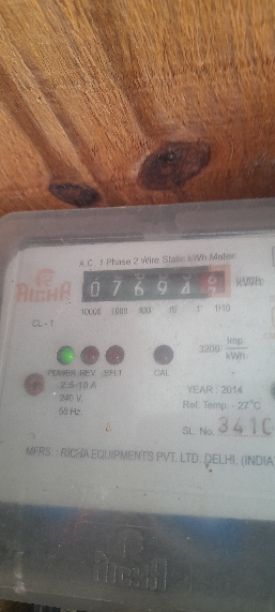 A.C. 1 Phase 2 Wire Static kWh Meter
RICHA
07694
kWh
10000 1000 100 10 1 1/10
CL - 1
3200 Imp/kWh
POWER REV. E/FLT CAL
2.5-10 A
240 V.
50 Hz.
YEAR : 2014
Ref. Temp. - 27°C
SL. No. 3410
MFRS. : RICHA EQUIPMENTS PVT. LTD. DELHI. (INDIA)
RICHA